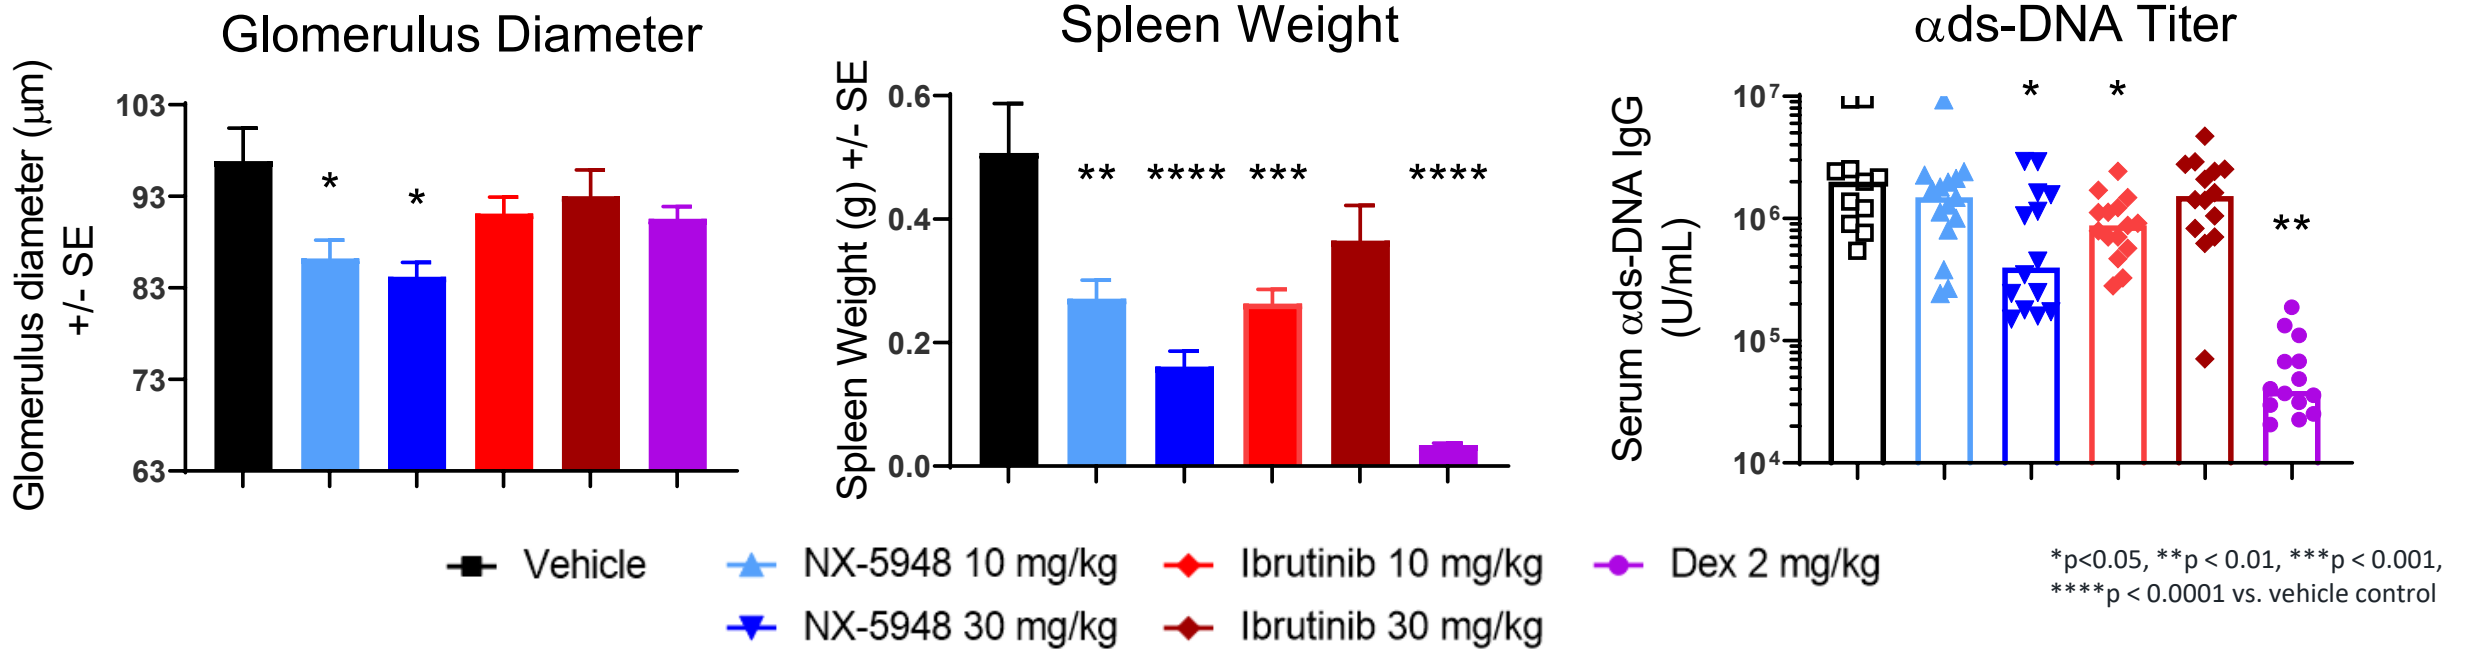 Glomerulus Diameter
Glomerulus diameter (μm)
+/- SE
103
93
83
73
63
*
*
Spleen Weight
Spleen Weight (g) +/- SE
0.6
0.4
0.2
0.0
**
****
***
****
αds-DNA Titer
Serum αds-DNA IgG
(U/mL)
10⁷
10⁶
10⁵
10⁴
*
*
**
Vehicle
NX-5948 10 mg/kg
Ibrutinib 10 mg/kg
Dex 2 mg/kg
NX-5948 30 mg/kg
Ibrutinib 30 mg/kg
*p<0.05, **p < 0.01, ***p < 0.001,
****p < 0.0001 vs. vehicle control